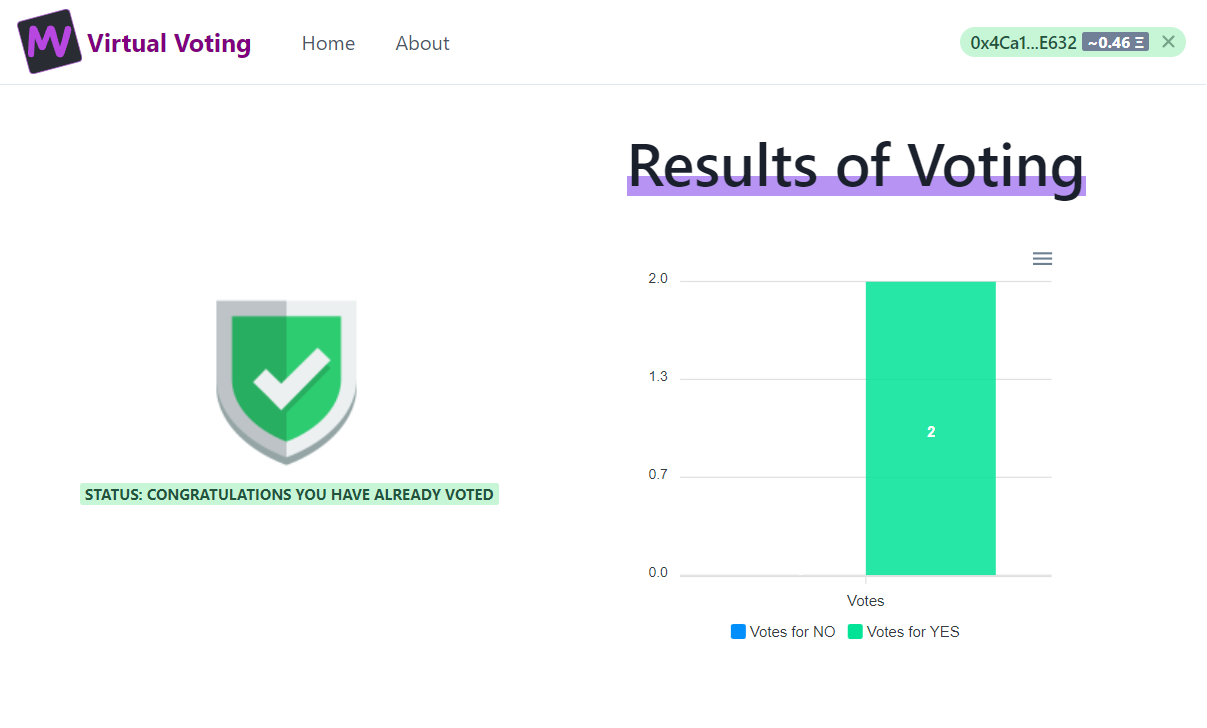 MV Virtual Voting Home About 0x4Ca1...E632 ~0.46 Ξ
Results of Voting
2.0
1.3
2
0.7
STATUS: CONGRATULATIONS YOU HAVE ALREADY VOTED
0.0
Votes
Votes for NO Votes for YES